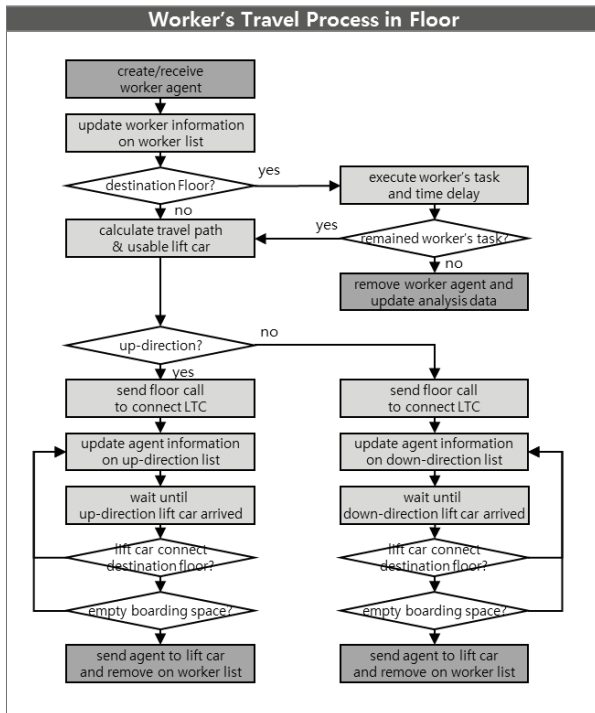 Worker's Travel Process in Floor
create/receive
worker agent
update worker information
on worker list
destination Floor?
yes
no
execute worker's task
and time delay
calculate travel path
& usable lift car
yes
remained worker's task?
no
remove worker agent and
update analysis data
up-direction?
no
yes
send floor call
to connect LTC
update agent information
on up-direction list
wait until
up-direction lift car arrived
lift car connect
destination floor?
empty boarding space?
send agent to lift car
and remove on worker list
send floor call
to connect LTC
update agent information
on down-direction list
wait until
down-direction lift car arrived
lift car connect
destination floor?
empty boarding space?
send agent to lift car
and remove on worker list